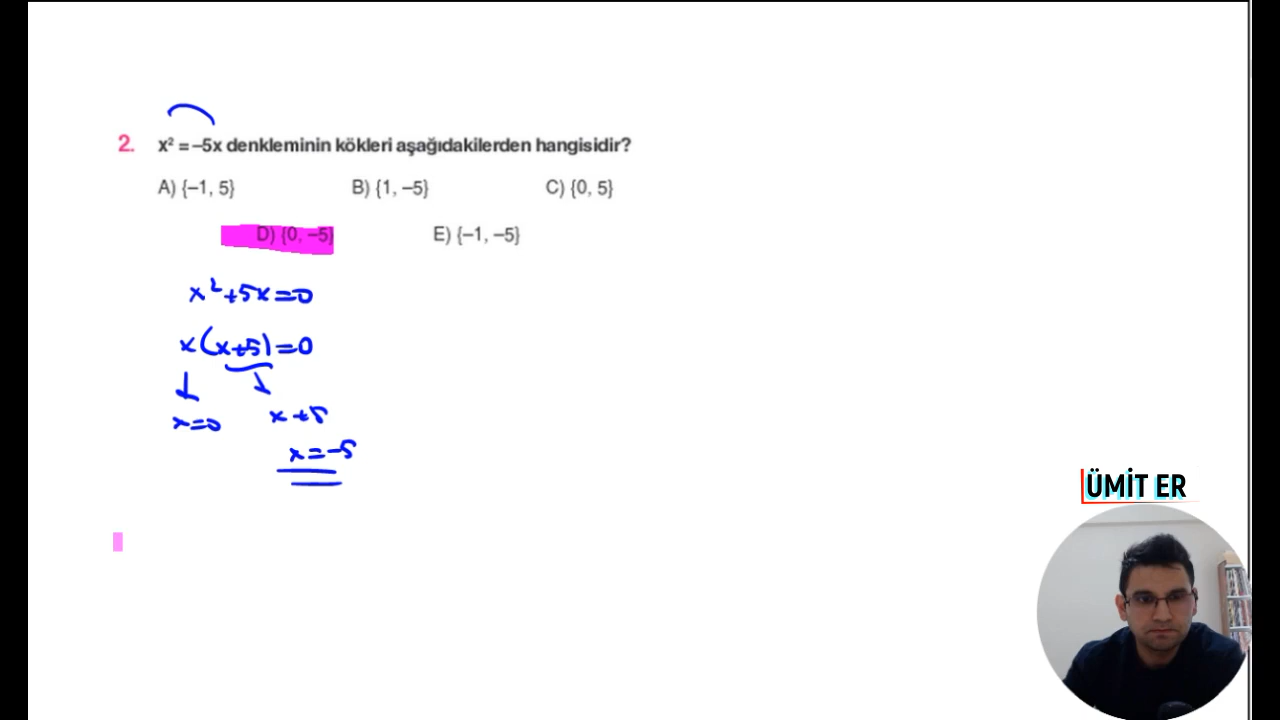 2. x² = –5x denkleminin kökleri aşağıdakilerden hangisidir?
A) {–1, 5} B) {1, –5} C) {0, 5}
D) {0, –5} E) {–1, –5}
x²+5x=0
x(x+5)=0
x=0 x+5
x=-5
ÜMİT ER